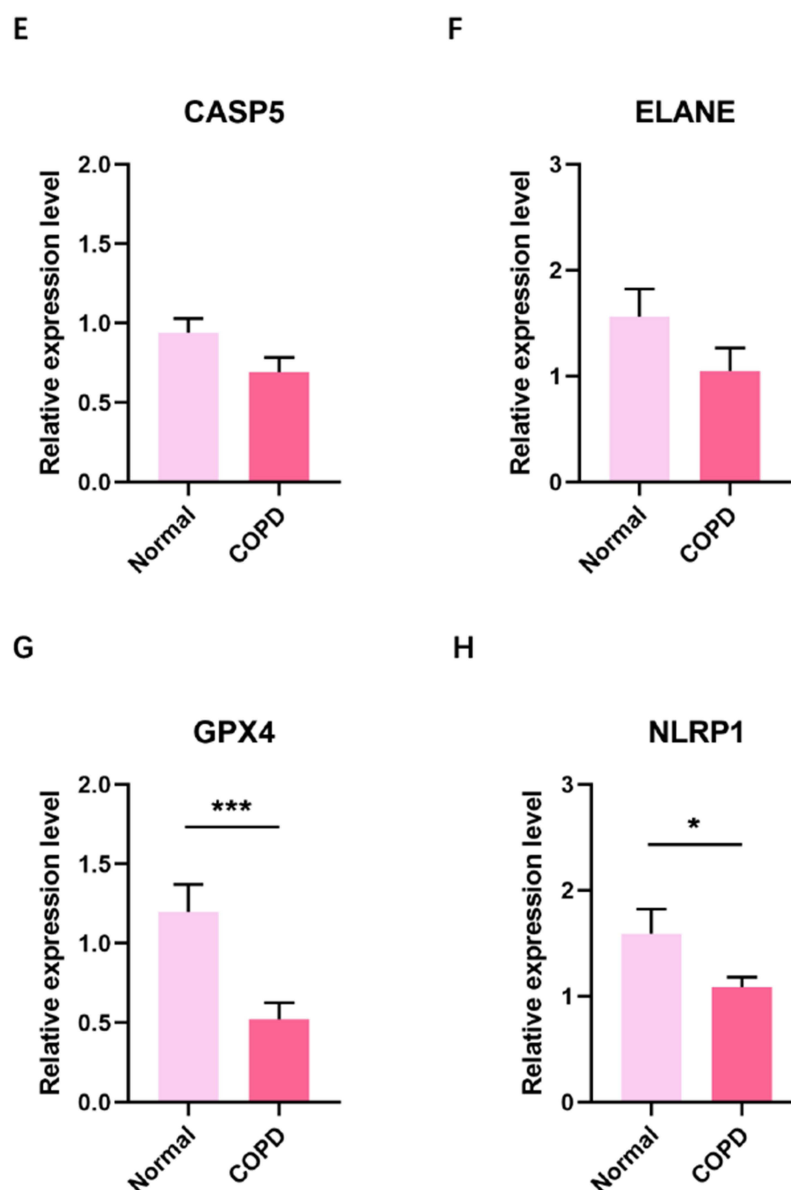 E
CASP5
Relative expression level
2.0
1.5
1.0
0.5
0.0
Normal
COPD
F
ELANE
Relative expression level
3
2
1
0
Normal
COPD
G
GPX4
Relative expression level
2.0
1.5
1.0
0.5
0.0
***
Normal
COPD
H
NLRP1
Relative expression level
3
2
1
0
*
Normal
COPD